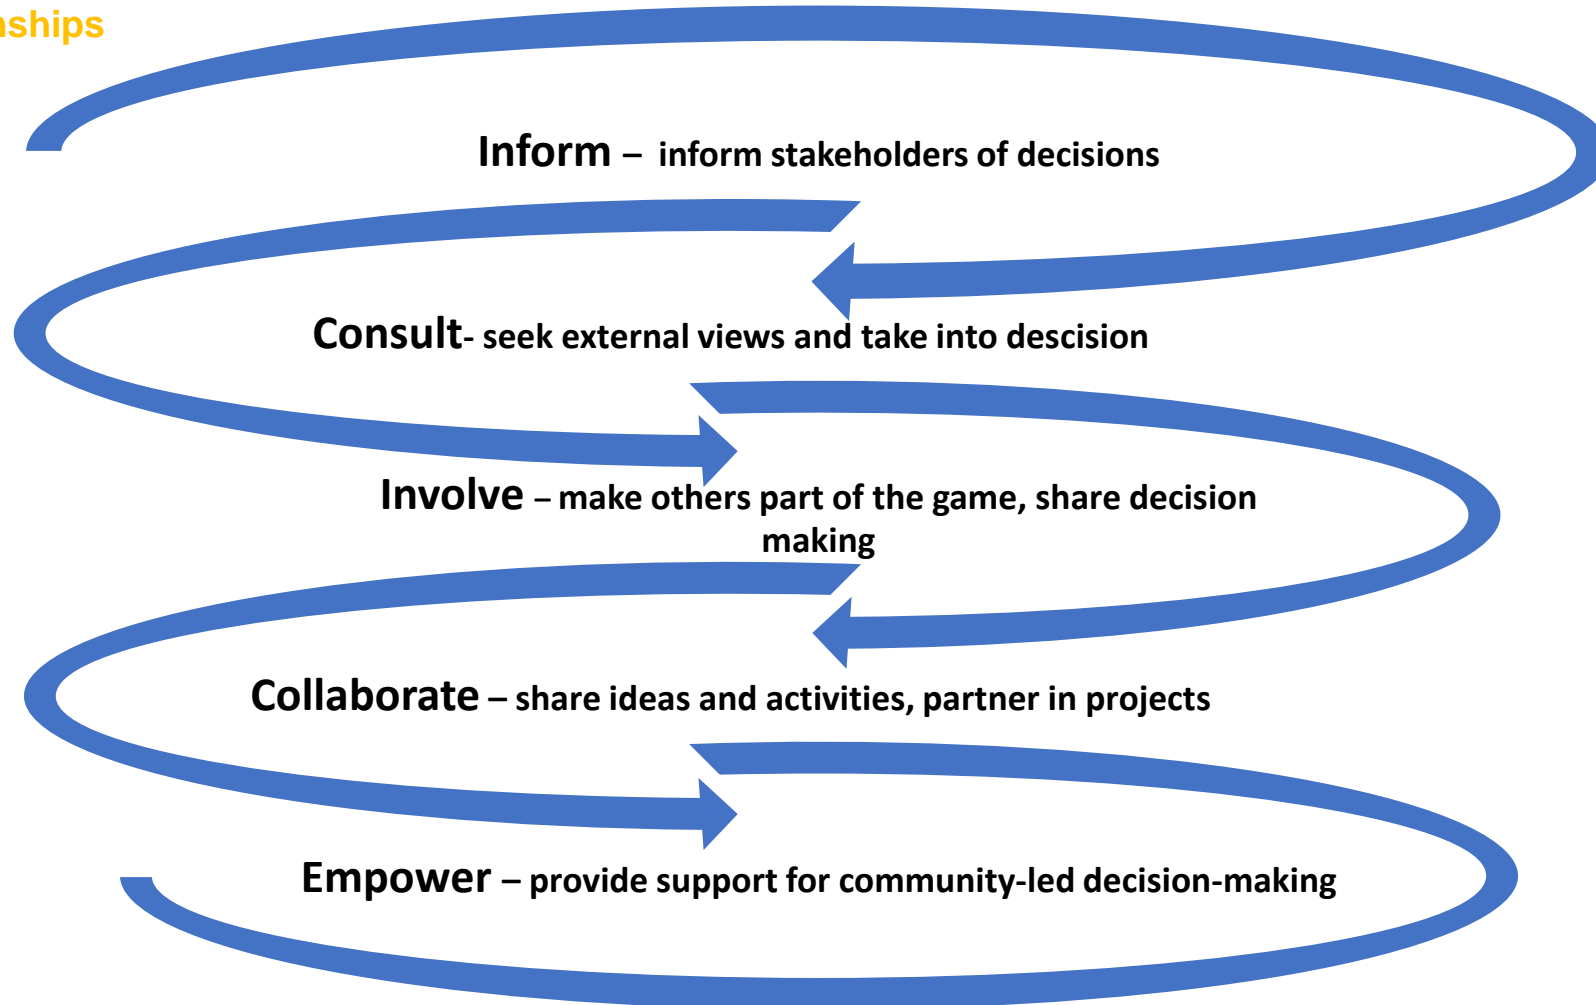 nships
Inform – inform stakeholders of decisions
Consult- seek external views and take into descision
Involve – make others part of the game, share decision
making
Collaborate – share ideas and activities, partner in projects
Empower – provide support for community-led decision-making